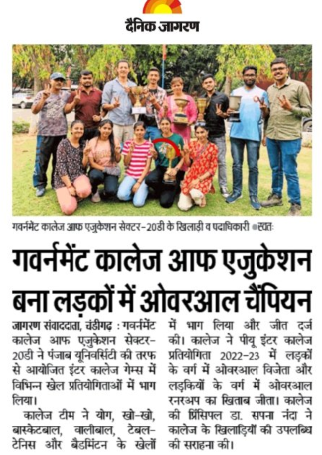 दैनिक जागरण
गवर्नमेंट कालेज आफ एजुकेशन सेक्टर-20डी के खिलाड़ी व पदाधिकारी ● स्वतः
गवर्नमेंट कालेज आफ एजुकेशन
बना लड़कों में ओवरआल चैंपियन
जागरण संवाददाता, चंडीगढ़ : गवर्नमेंट
कालेज आफ एजुकेशन सेक्टर-
20डी ने पंजाब यूनिवर्सिटी की तरफ
से आयोजित इंटर कालेज गेम्स में
विभिन्न खेल प्रतियोगिताओं में भाग
लिया।
कालेज टीम ने योग, खो-खो,
बास्केटबाल, वालीबाल, टेबल-
टेनिस और बैडमिंटन के खेलों
में भाग लिया और जीत दर्ज
की। कालेज ने पीयू इंटर कालेज
प्रतियोगिता 2022-23 में लड़कों
के वर्ग में ओवरआल विजेता और
लड़कियों के वर्ग में ओवरआल
रनरअप का खिताब जीता। कालेज
की प्रिंसिपल डा. सपना नंदा ने
कालेज के खिलाड़ियों की उपलब्धि
की सराहना की।